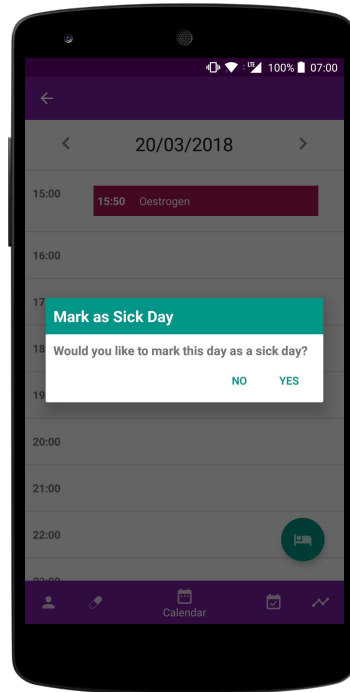 LTE 100% 07:00
20/03/2018
15:00
15:50 Oestrogen
16:00
17
Mark as Sick Day
18
Would you like to mark this day as a sick day?
NO YES
19
20:00
21:00
22:00
Calendar